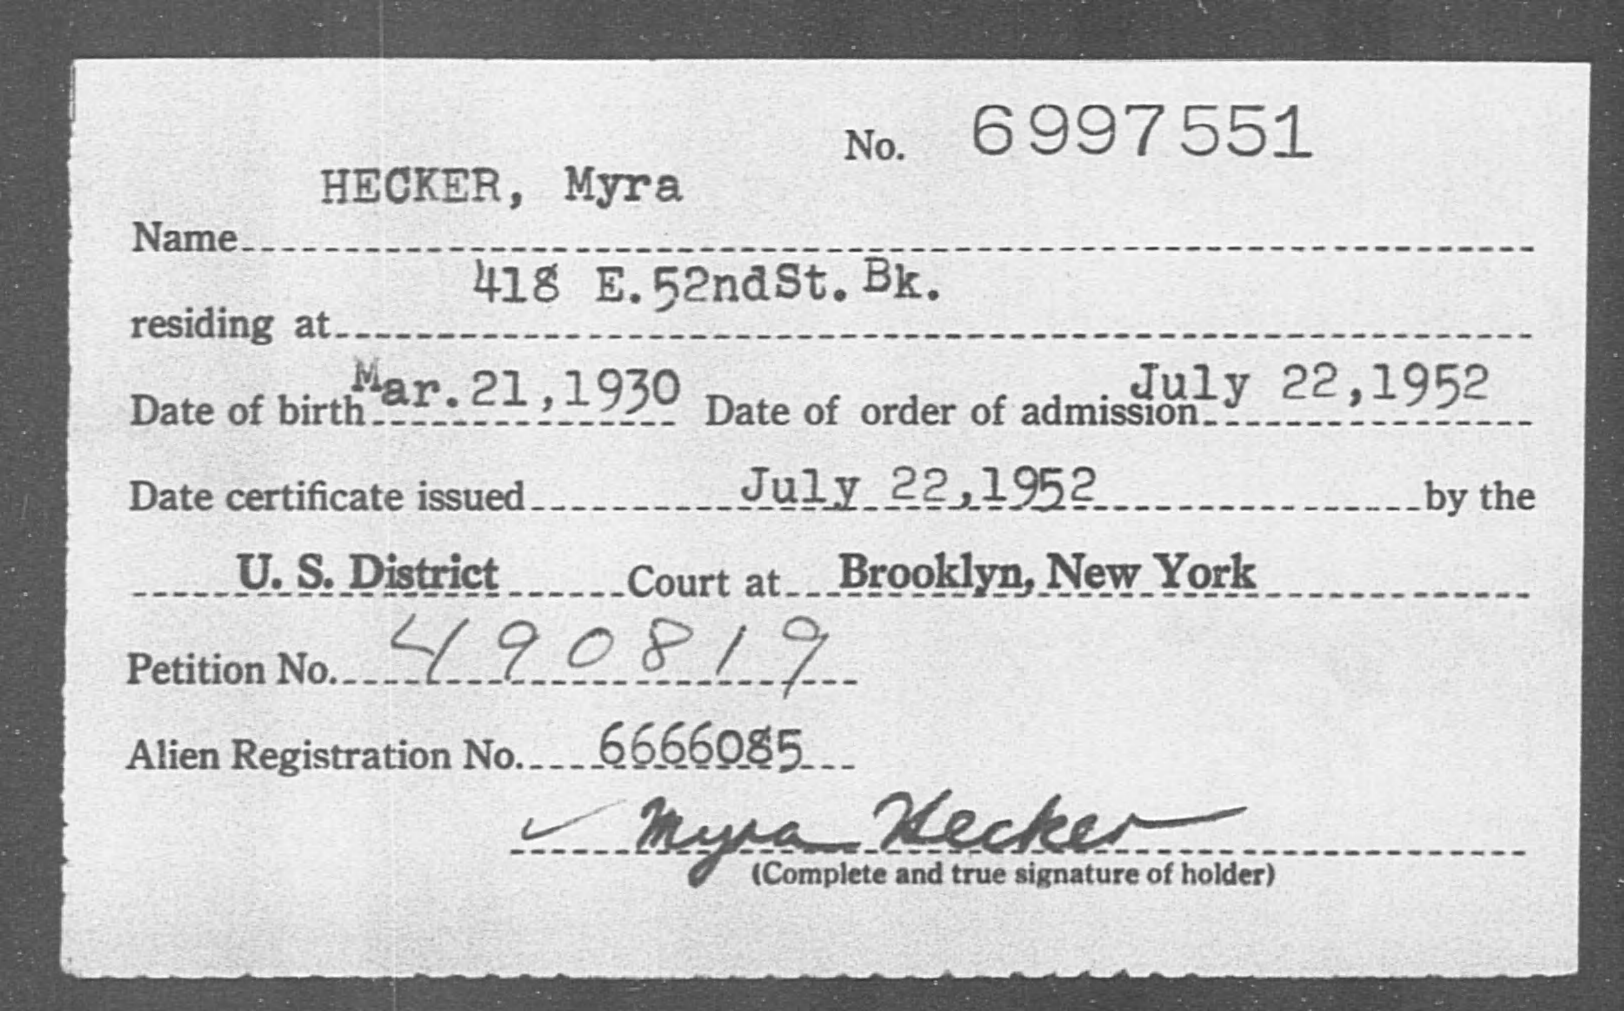 No. 6997551
HECKER, Myra
Name
418 E.52ndSt. Bk.
residing at
Date of birth Mar.21,1930 Date of order of admission July 22,1952
Date certificate issued July 22,1952 by the
U. S. District Court at Brooklyn, New York
Petition No. 490819
Alien Registration No. 6666085
Myra Hecker
(Complete and true signature of holder)